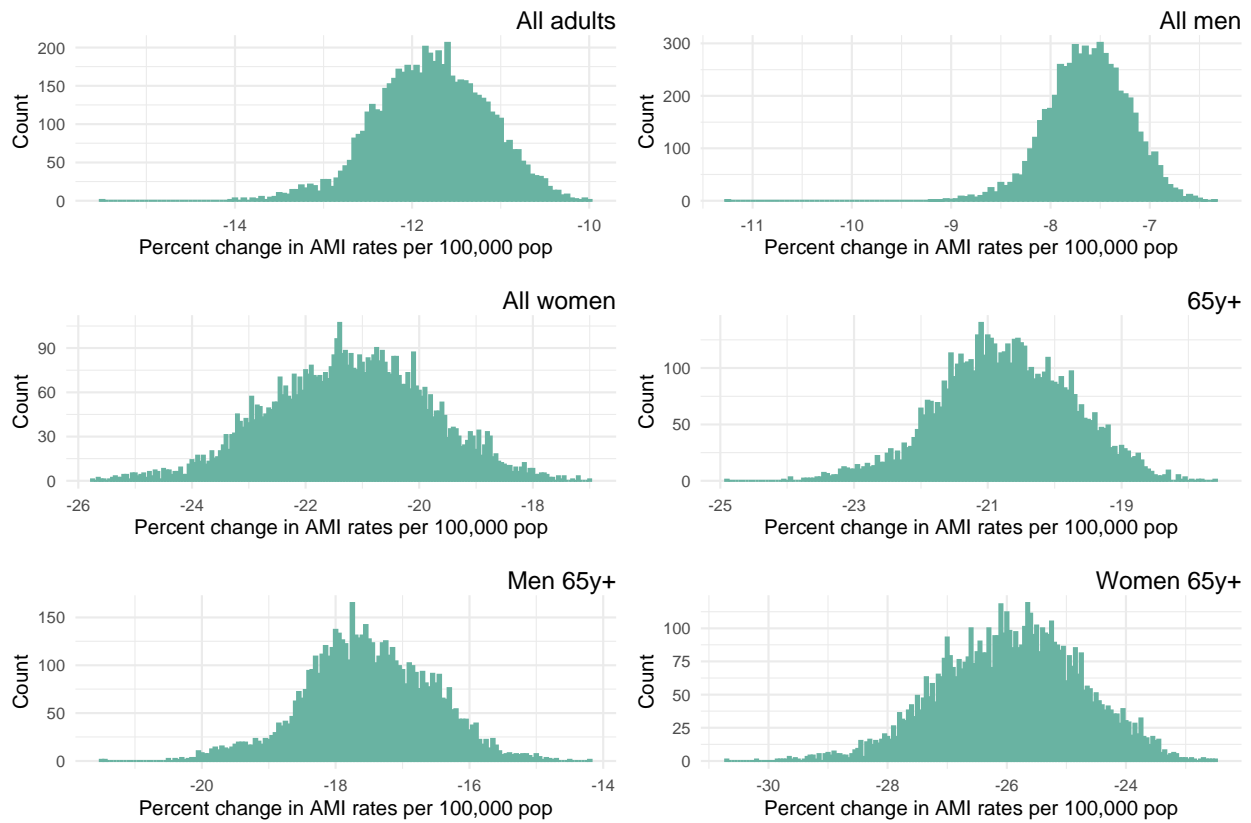 All adults
200
150
100
50
0
Count
-14
-12
-10
Percent change in AMI rates per 100,000 pop
All men
300
200
100
0
Count
-11
-10
-9
-8
-7
Percent change in AMI rates per 100,000 pop
All women
90
60
30
0
Count
-26
-24
-22
-20
-18
Percent change in AMI rates per 100,000 pop
65y+
100
50
0
Count
-25
-23
-21
-19
Percent change in AMI rates per 100,000 pop
Men 65y+
150
100
50
0
Count
-20
-18
-16
-14
Percent change in AMI rates per 100,000 pop
Women 65y+
100
75
50
25
0
Count
-30
-28
-26
-24
Percent change in AMI rates per 100,000 pop